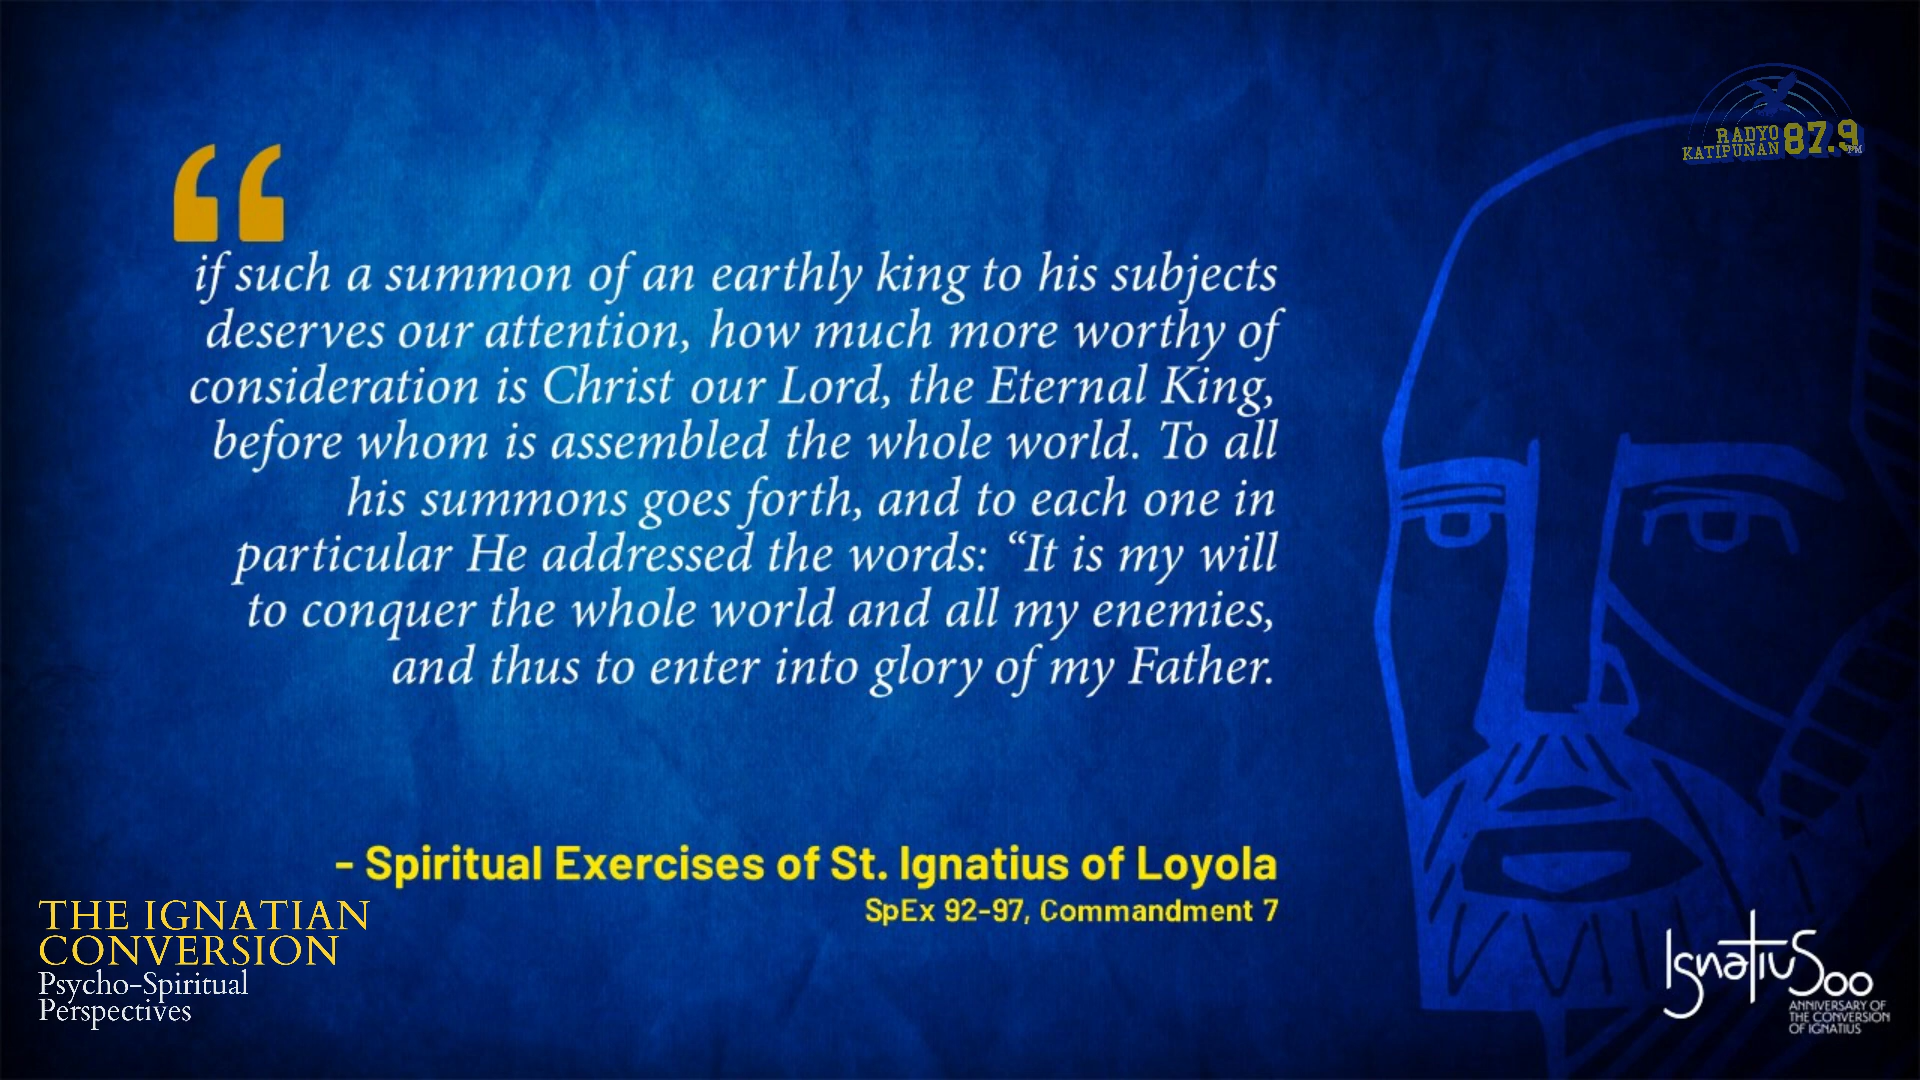 RADYO
KATIPUNAN 87.9 FM
“
if such a summon of an earthly king to his subjects
deserves our attention, how much more worthy of
consideration is Christ our Lord, the Eternal King,
before whom is assembled the whole world. To all
his summons goes forth, and to each one in
particular He addressed the words: “It is my will
to conquer the whole world and all my enemies,
and thus to enter into glory of my Father.
- Spiritual Exercises of St. Ignatius of Loyola
SpEx 92-97, Commandment 7
THE IGNATIAN
CONVERSION
Psycho-Spiritual
Perspectives
Ignatius500
ANNIVERSARY OF
THE CONVERSION
OF IGNATIUS